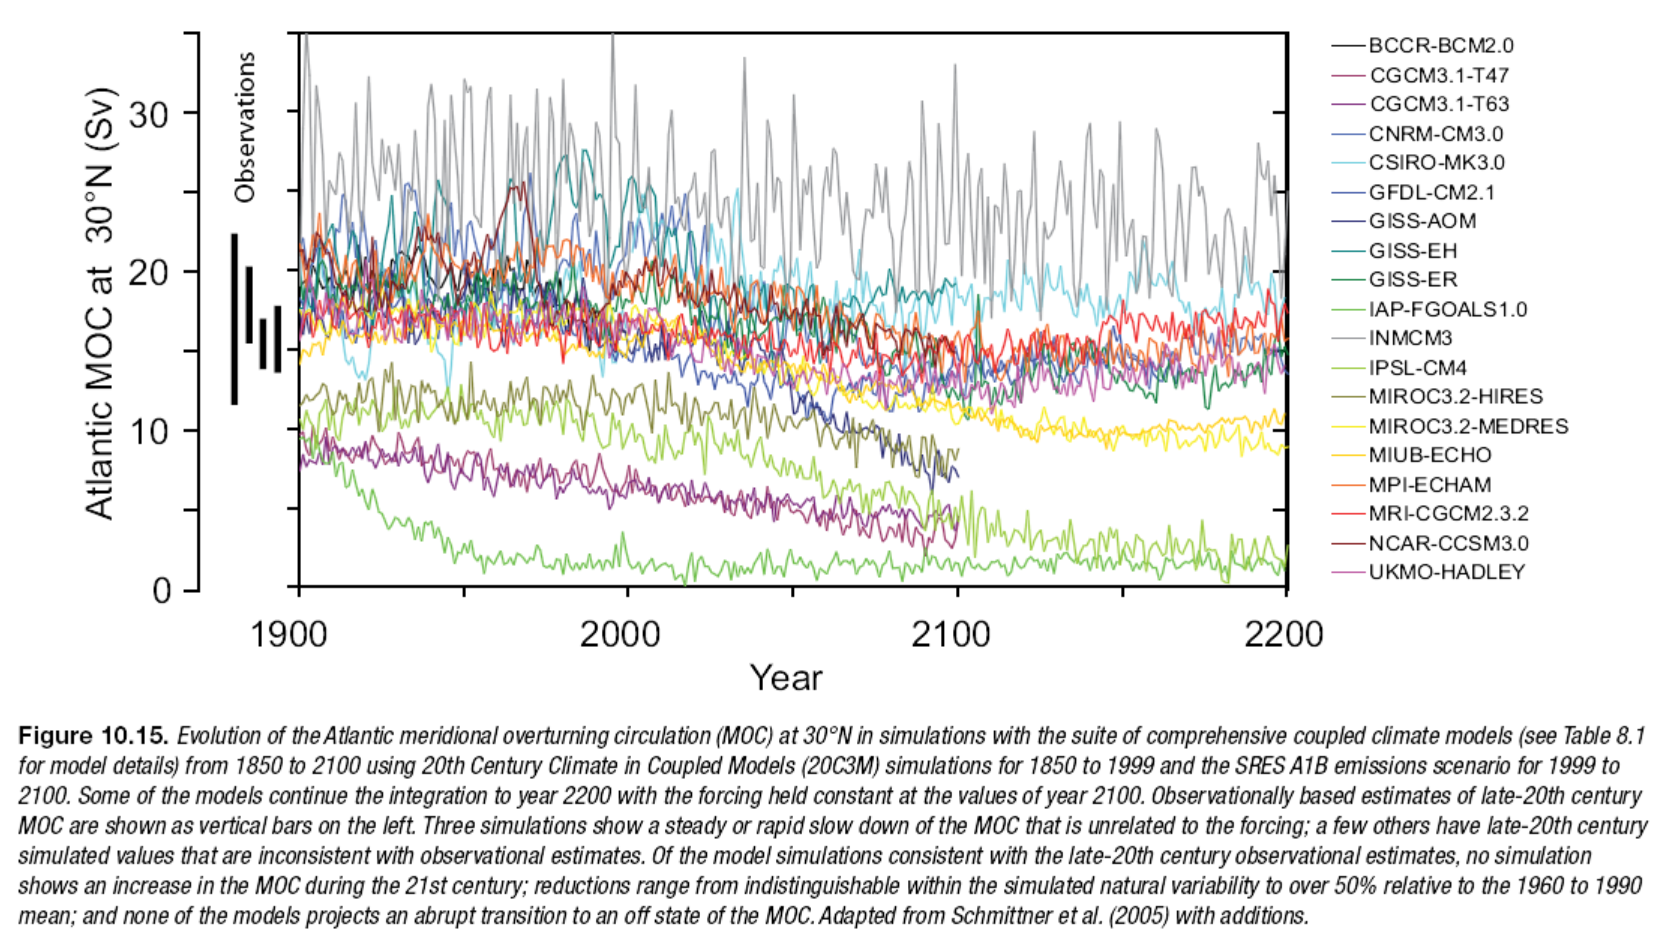 Atlantic MOC at 30°N (Sv)
Observations
30
20
10
0
1900
2000
2100
2200
Year
BCCR-BCM2.0
CGCM3.1-T47
CGCM3.1-T63
CNRM-CM3.0
CSIRO-MK3.0
GFDL-CM2.1
GISS-AOM
GISS-EH
GISS-ER
IAP-FGOALS1.0
INMCM3
IPSL-CM4
MIROC3.2-HIRES
MIROC3.2-MEDRES
MIUB-ECHO
MPI-ECHAM
MRI-CGCM2.3.2
NCAR-CCSM3.0
UKMO-HADLEY
Figure 10.15. Evolution of the Atlantic meridional overturning circulation (MOC) at 30°N in simulations with the suite of comprehensive coupled climate models (see Table 8.1
for model details) from 1850 to 2100 using 20th Century Climate in Coupled Models (20C3M) simulations for 1850 to 1999 and the SRES A1B emissions scenario for 1999 to
2100. Some of the models continue the integration to year 2200 with the forcing held constant at the values of year 2100. Observationally based estimates of late-20th century
MOC are shown as vertical bars on the left. Three simulations show a steady or rapid slow down of the MOC that is unrelated to the forcing; a few others have late-20th century
simulated values that are inconsistent with observational estimates. Of the model simulations consistent with the late-20th century observational estimates, no simulation
shows an increase in the MOC during the 21st century; reductions range from indistinguishable within the simulated natural variability to over 50% relative to the 1960 to 1990
mean; and none of the models projects an abrupt transition to an off state of the MOC. Adapted from Schmittner et al. (2005) with additions.